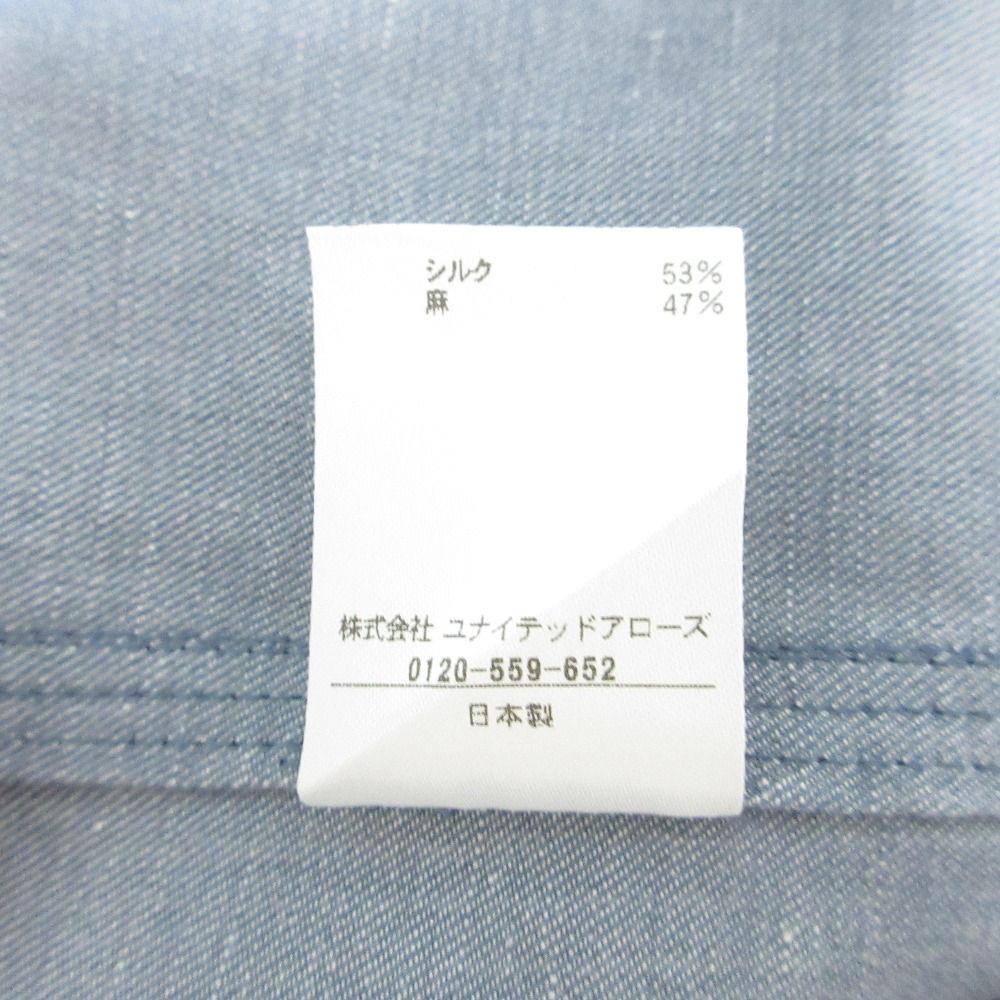 シルク 53%
麻 47%
株式会社 ユナイテッドアローズ
0120-559-652
日本製